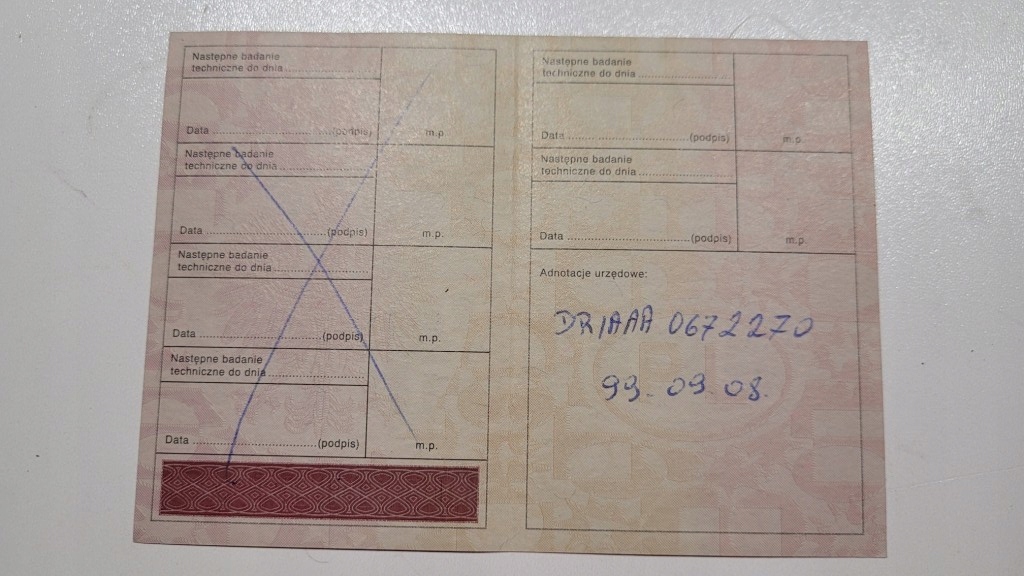 Następne badanie
techniczne do dnia ........................
Data ........................(podpis)
m.p.
Następne badanie
techniczne do dnia ........................
Data ........................(podpis)
m.p.
Następne badanie
techniczne do dnia ........................
Data ........................(podpis)
m.p.
Następne badanie
techniczne do dnia ........................
Data ........................(podpis)
m.p.
Następne badanie
techniczne do dnia ........................
Data ........................(podpis)
m.p.
Następne badanie
techniczne do dnia ........................
Data ........................(podpis)
m.p.
Adnotacje urzędowe:
DRIAAA 0672270
99.09.08.